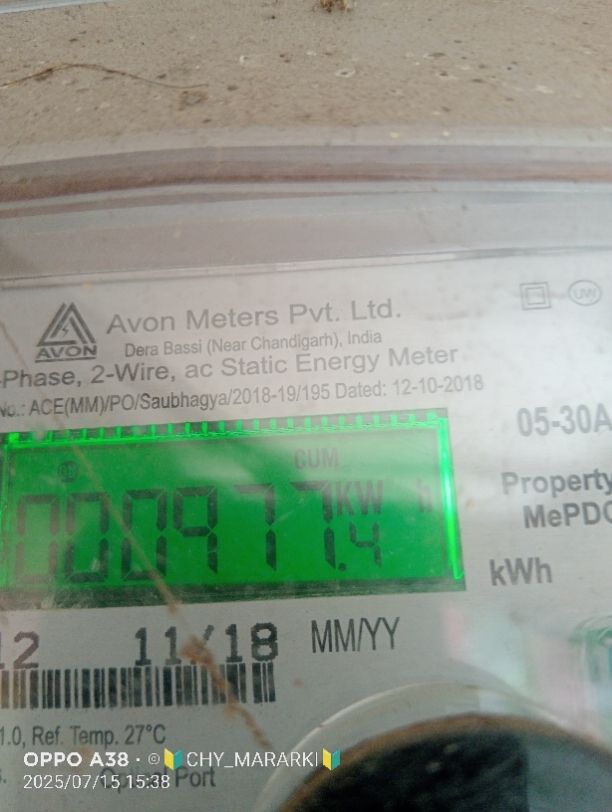 Avon Meters Pvt. Ltd.
AVON
Dera Bassi (Near Chandigarh), India
-Phase, 2-Wire, ac Static Energy Meter
No.: ACE(MM)/PO/Saubhagya/2018-19/195 Dated: 12-10-2018
UW
05-30A
CUM
000977.4 KW h
Property
MePDC
kWh
12 11/18 MM/YY
1.0, Ref. Temp. 27°C
Port
OPPO A38 · ©🔰CHY_MARARKI🔰
2025/07/15 15:38